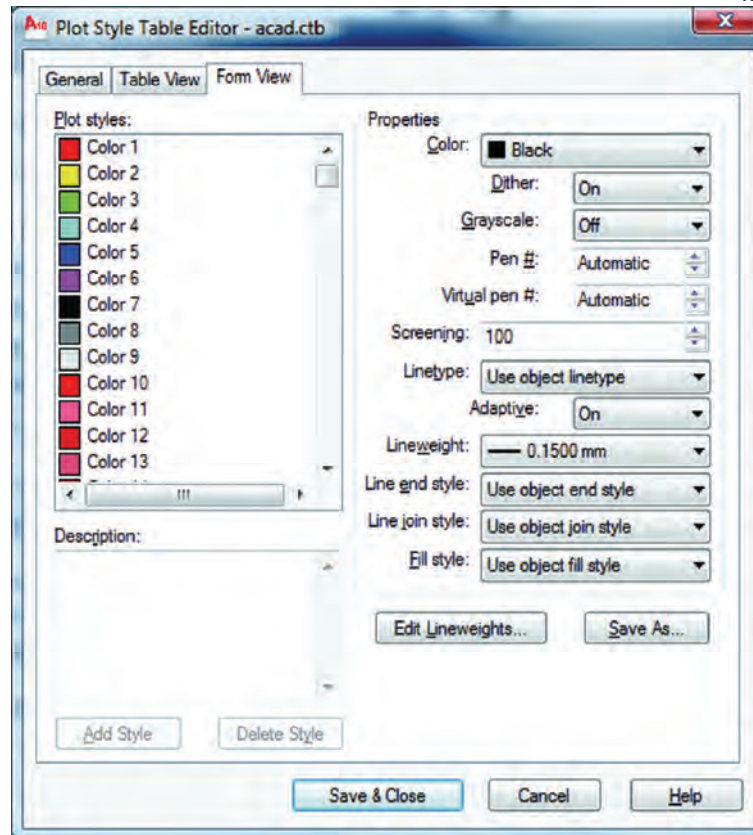 A10 Plot Style Table Editor - acad.ctb
X
General Table View Form View
Plot styles:
Color 1
Color 2
Color 3
Color 4
Color 5
Color 6
Color 7
Color 8
Color 9
Color 10
Color 11
Color 12
Color 13
Description:
Add Style Delete Style
Properties
Color: Black
Dither: On
Grayscale: Off
Pen #: Automatic
Virtual pen #: Automatic
Screening: 100
Linetype: Use object linetype
Adaptive: On
Lineweight: 0.1500 mm
Line end style: Use object end style
Line join style: Use object join style
Fill style: Use object fill style
Edit Lineweights... Save As...
Save & Close Cancel Help